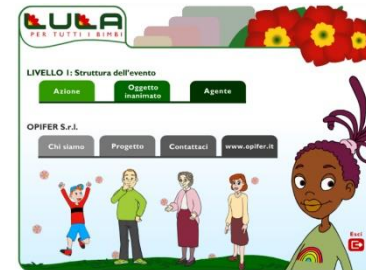 LULA
PER TUTTI I BIMBI
LIVELLO 1: Struttura dell'evento
Azione
Oggetto
inanimato
Agente
OPIFER S.r.l.
Chi siamo
Progetto
Contattaci
www.opifer.it
Esci